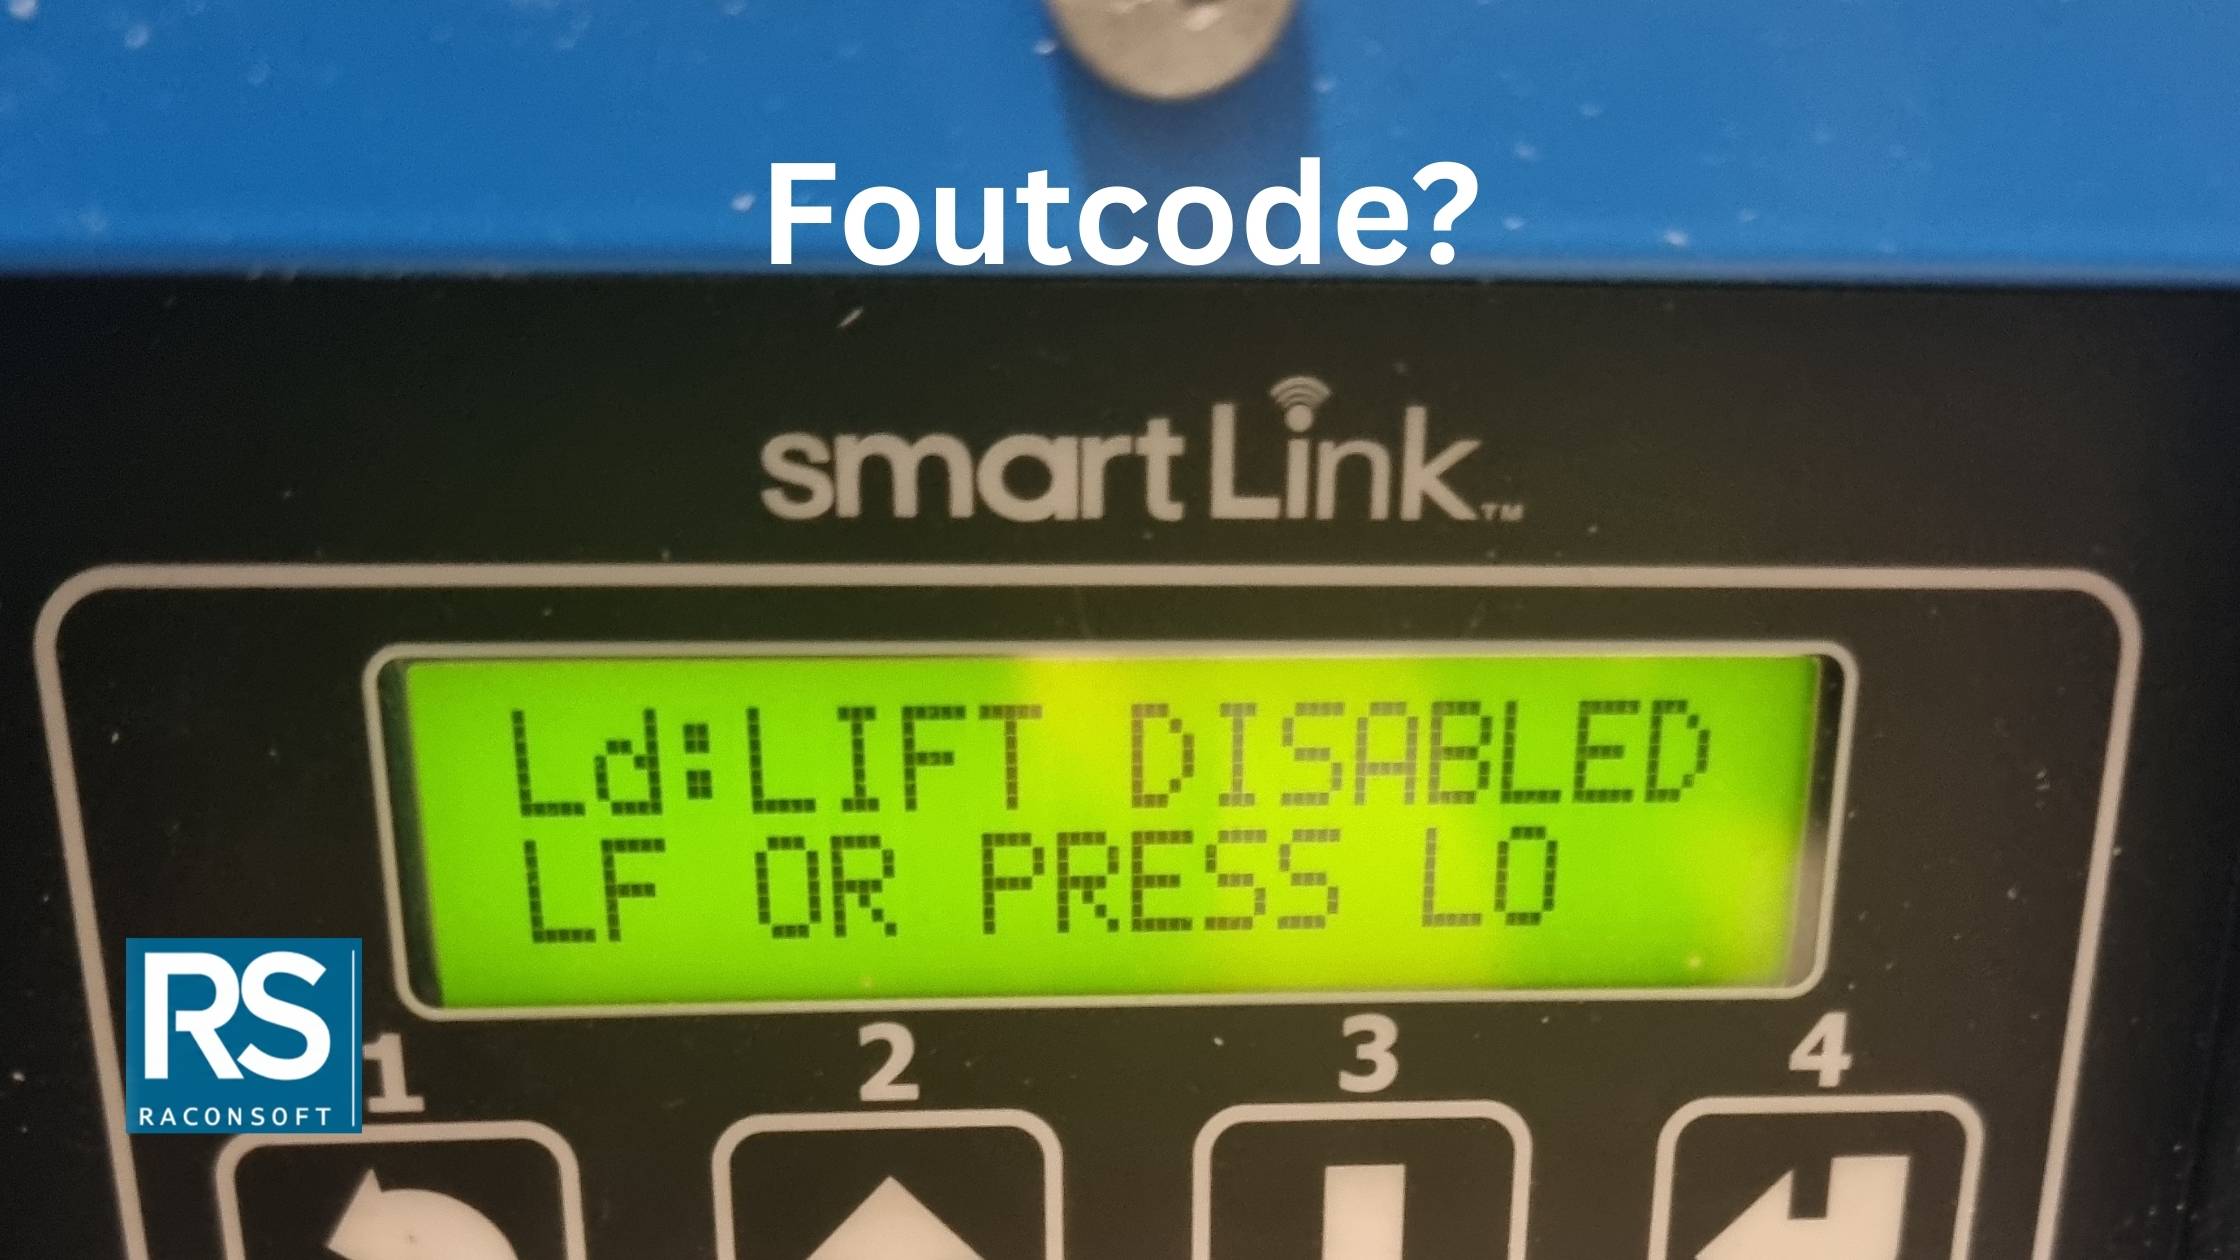 Foutcode?
smartLink™
Ld:LIFT DISABLED
LF OR PRESS LO
1 2 3 4
RS
RACONSOFT